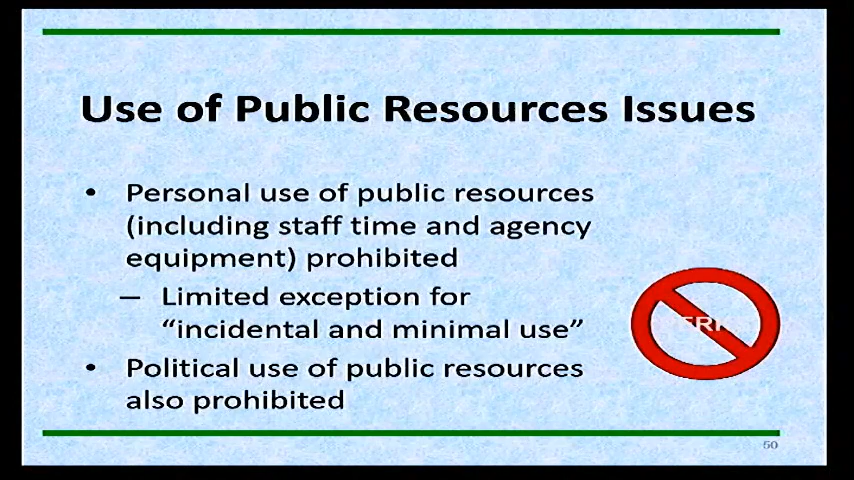 Use of Public Resources Issues
• Personal use of public resources
(including staff time and agency
equipment) prohibited
– Limited exception for
“incidental and minimal use”
• Political use of public resources
also prohibited
50